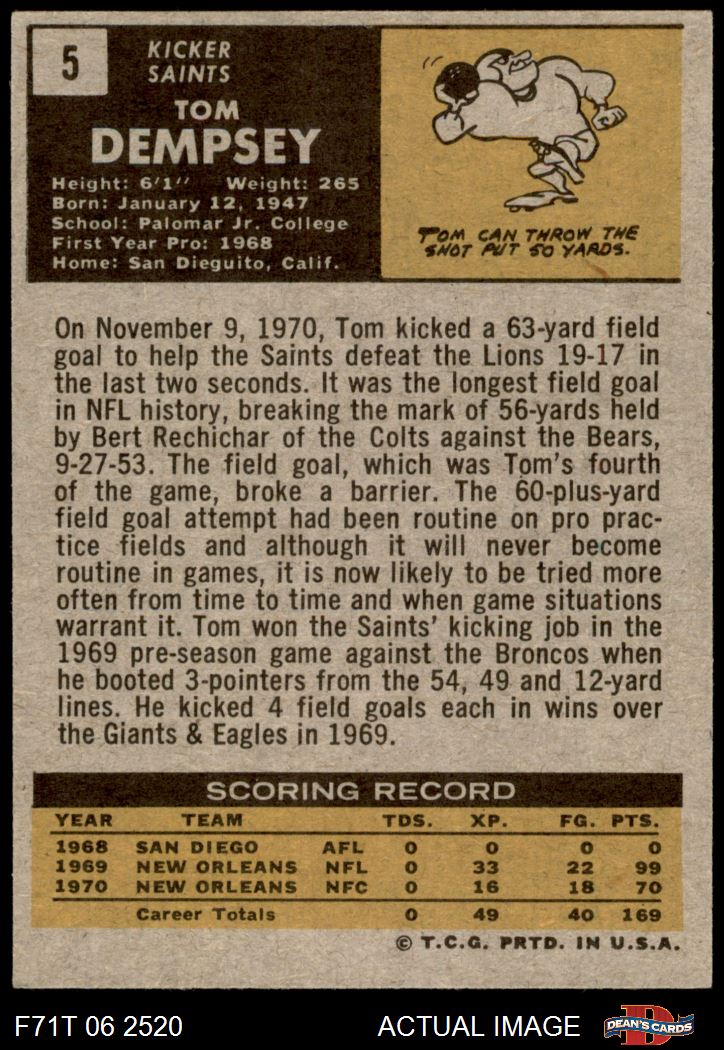 5
KICKER
SAINTS
TOM
DEMPSEY
Height: 6'1" Weight: 265
Born: January 12, 1947
School: Palomar Jr. College
First Year Pro: 1968
Home: San Dieguito, Calif.
TOM CAN THROW THE
SHOT PUT 50 YARDS.
On November 9, 1970, Tom kicked a 63-yard field
goal to help the Saints defeat the Lions 19-17 in
the last two seconds. It was the longest field goal
in NFL history, breaking the mark of 56-yards held
by Bert Rechichar of the Colts against the Bears,
9-27-53. The field goal, which was Tom's fourth
of the game, broke a barrier. The 60-plus-yard
field goal attempt had been routine on pro prac-
tice fields and although it will never become
routine in games, it is now likely to be tried more
often from time to time and when game situations
warrant it. Tom won the Saints' kicking job in the
1969 pre-season game against the Broncos when
he booted 3-pointers from the 54, 49 and 12-yard
lines. He kicked 4 field goals each in wins over
the Giants & Eagles in 1969.
SCORING RECORD
YEAR TEAM TDS. XP. FG. PTS.
1968 SAN DIEGO AFL 0 0 0 0
1969 NEW ORLEANS NFL 0 33 22 99
1970 NEW ORLEANS NFC 0 16 18 70
Career Totals 0 49 40 169
© T.C.G. PRTD. IN U.S.A.
F71T 06 2520 ACTUAL IMAGE D DEAN'S CARDS